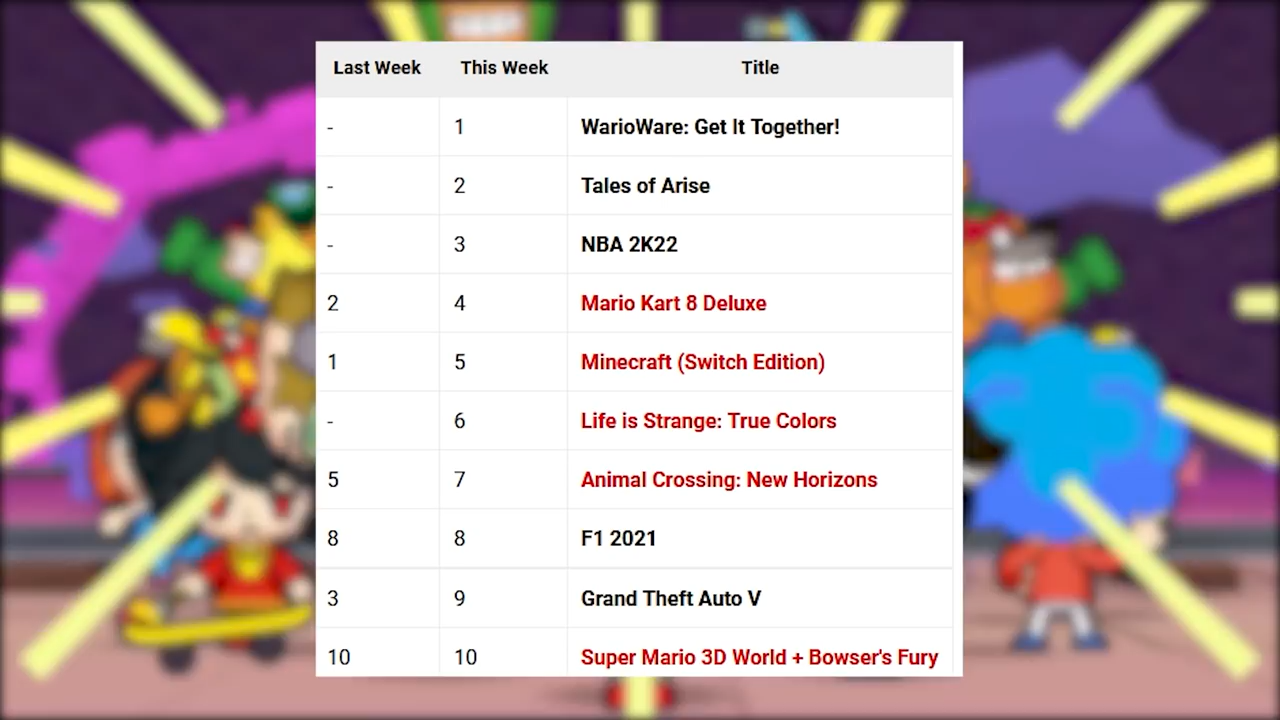 Last Week This Week Title
- 1 WarioWare: Get It Together!
- 2 Tales of Arise
- 3 NBA 2K22
2 4 Mario Kart 8 Deluxe
1 5 Minecraft (Switch Edition)
- 6 Life is Strange: True Colors
5 7 Animal Crossing: New Horizons
8 8 F1 2021
3 9 Grand Theft Auto V
10 10 Super Mario 3D World + Bowser's Fury